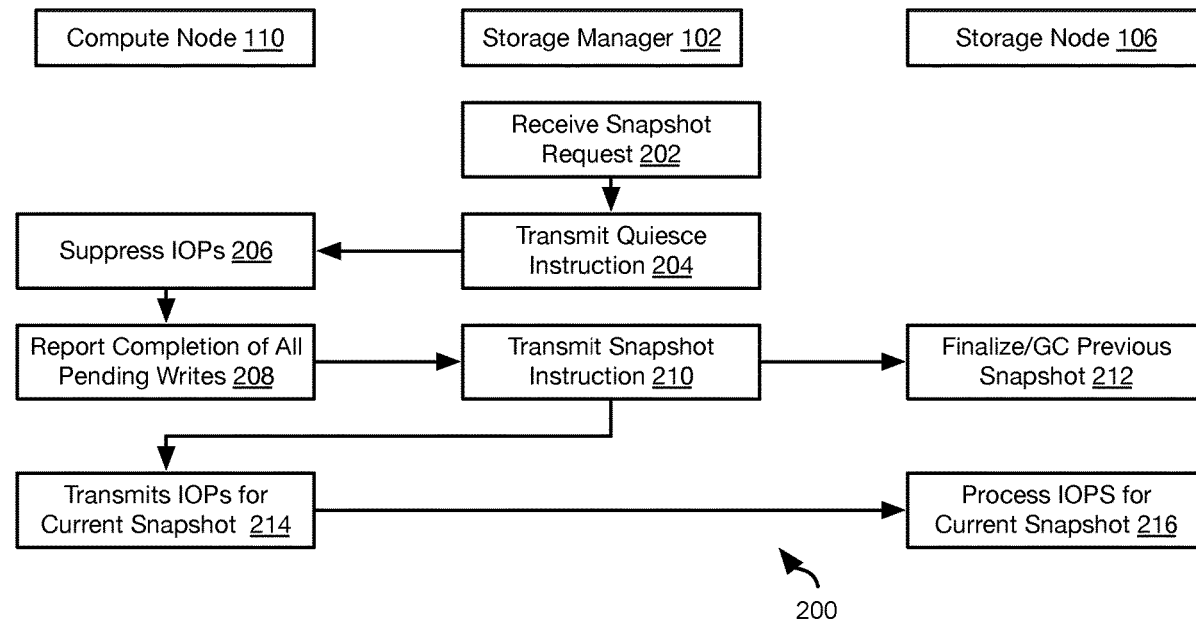 Compute Node 110
Storage Manager 102
Storage Node 106
Receive Snapshot
Request 202
Suppress IOPs 206
Transmit Quiesce
Instruction 204
Report Completion of All
Pending Writes 208
Transmit Snapshot
Instruction 210
Finalize/GC Previous
Snapshot 212
Transmits IOPs for
Current Snapshot 214
Process IOPS for
Current Snapshot 216
200